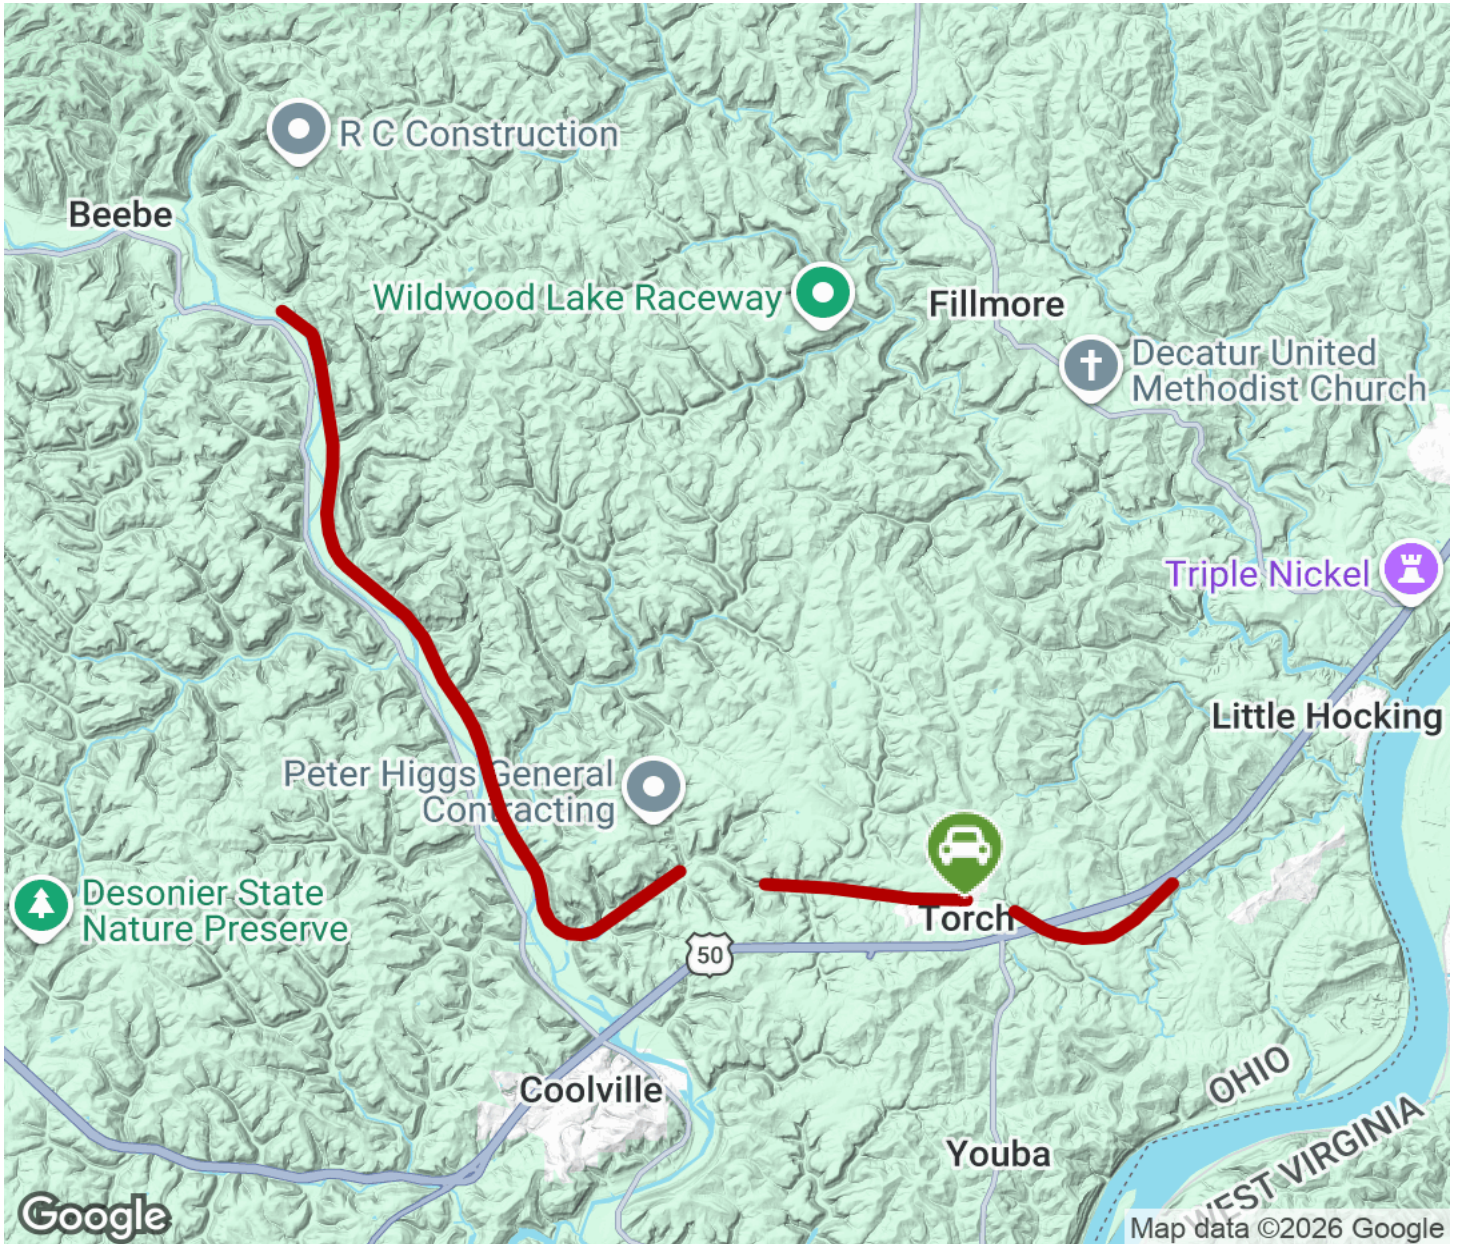 R C Construction
Beebe
Wildwood Lake Raceway
Fillmore
Decatur United
Methodist Church
Triple Nickel
Little Hocking
Peter Higgs General
Contracting
Desonier State
Nature Preserve
Torch
50
Coolville
OHIO
Youba
WEST VIRGINIA
Google
Map data ©2026 Google